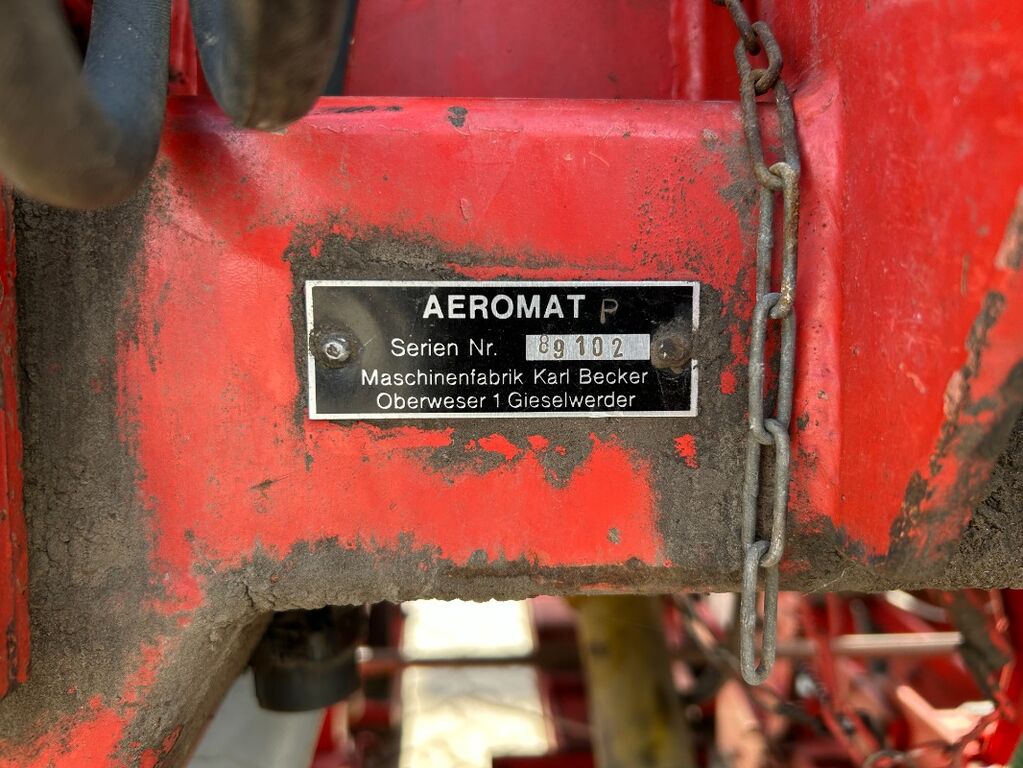 AEROMAT P
Serien Nr. 89102
Maschinenfabrik Karl Becker
Oberweser 1 Gieselwerder